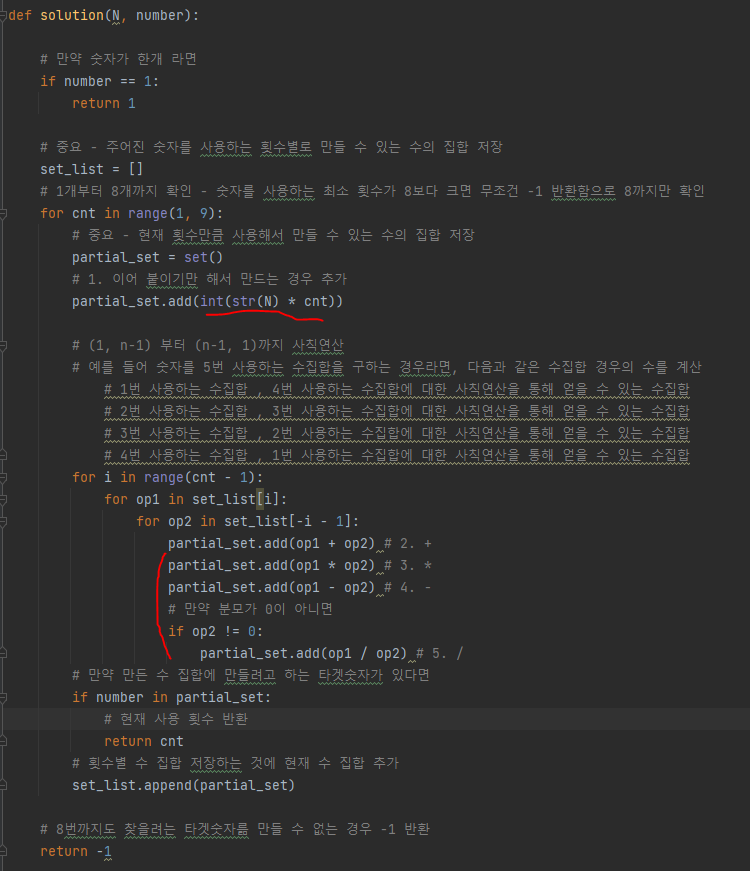 def solution(N, number):
# 만약 숫자가 한개 라면
if number == 1:
return 1
# 중요 - 주어진 숫자를 사용하는 횟수별로 만들 수 있는 수의 집합 저장
set_list = []
# 1개부터 8개까지 확인 - 숫자를 사용하는 최소 횟수가 8보다 크면 무조건 -1 반환함으로 8까지만 확인
for cnt in range(1, 9):
# 중요 - 현재 횟수만큼 사용해서 만들 수 있는 수의 집합 저장
partial_set = set()
# 1. 이어 붙이기만 해서 만드는 경우 추가
partial_set.add(int(str(N) * cnt))
# (1, n-1) 부터 (n-1, 1)까지 사칙연산
# 예를 들어 숫자를 5번 사용하는 수집합을 구하는 경우라면, 다음과 같은 수집합 경우의 수를 계산
# 1번 사용하는 수집합 , 4번 사용하는 수집합에 대한 사칙연산을 통해 얻을 수 있는 수집합
# 2번 사용하는 수집합 , 3번 사용하는 수집합에 대한 사칙연산을 통해 얻을 수 있는 수집합
# 3번 사용하는 수집합 , 2번 사용하는 수집합에 대한 사칙연산을 통해 얻을 수 있는 수집합
# 4번 사용하는 수집합 , 1번 사용하는 수집합에 대한 사칙연산을 통해 얻을 수 있는 수집합
for i in range(cnt - 1):
for op1 in set_list[i]:
for op2 in set_list[-i - 1]:
partial_set.add(op1 + op2) # 2. +
partial_set.add(op1 * op2) # 3. *
partial_set.add(op1 - op2) # 4. -
# 만약 분모가 0이 아니면
if op2 != 0:
partial_set.add(op1 / op2) # 5. /
# 만약 만든 수 집합에 만들려고 하는 타겟숫자가 있다면
if number in partial_set:
# 현재 사용 횟수 반환
return cnt
# 횟수별 수 집합 저장하는 것에 현재 수 집합 추가
set_list.append(partial_set)
# 8번까지도 찾을려는 타겟숫자를 만들 수 없는 경우 -1 반환
return -1